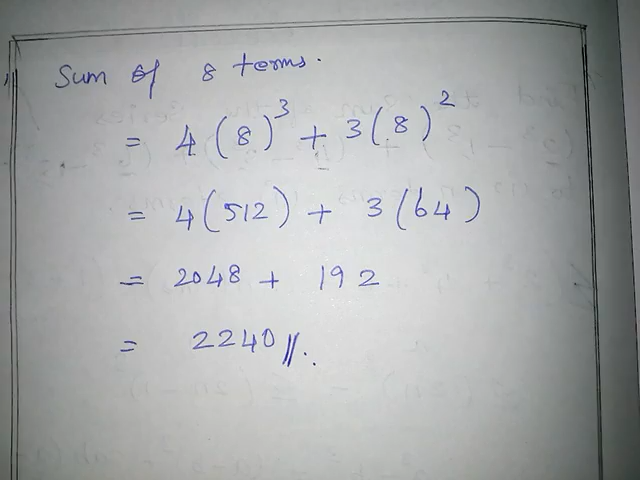 Sum of 8 terms.
= 4(8)³ + 3(8)²
= 4(512) + 3(64)
= 2048 + 192
= 2240//.